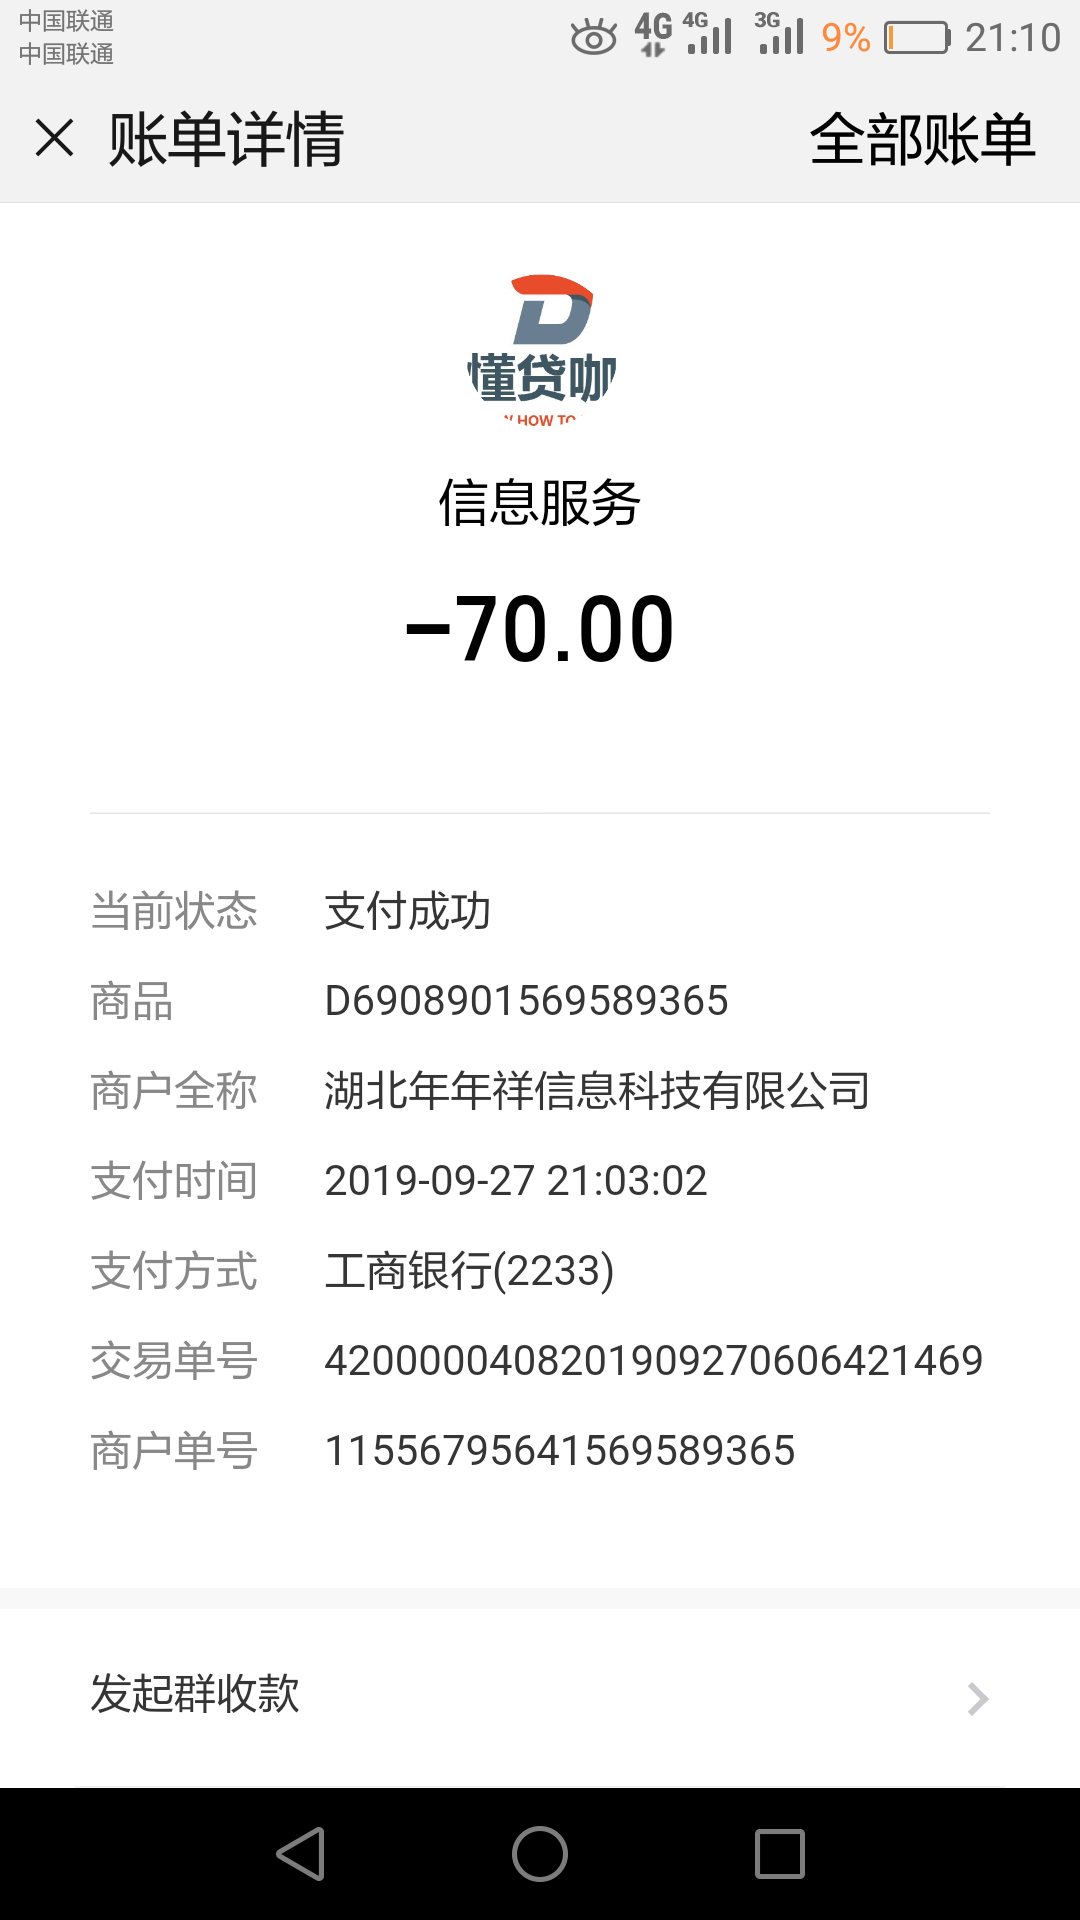 中国联通
中国联通
4G 4G 3G 9% 21:10
账单详情 全部账单
懂贷咖
HOW TO
信息服务
-70.00
当前状态 支付成功
商品 D6908901569589365
商户全称 湖北年年祥信息科技有限公司
支付时间 2019-09-27 21:03:02
支付方式 工商银行(2233)
交易单号 4200000408201909270606421469
商户单号 11556795641569589365
发起群收款